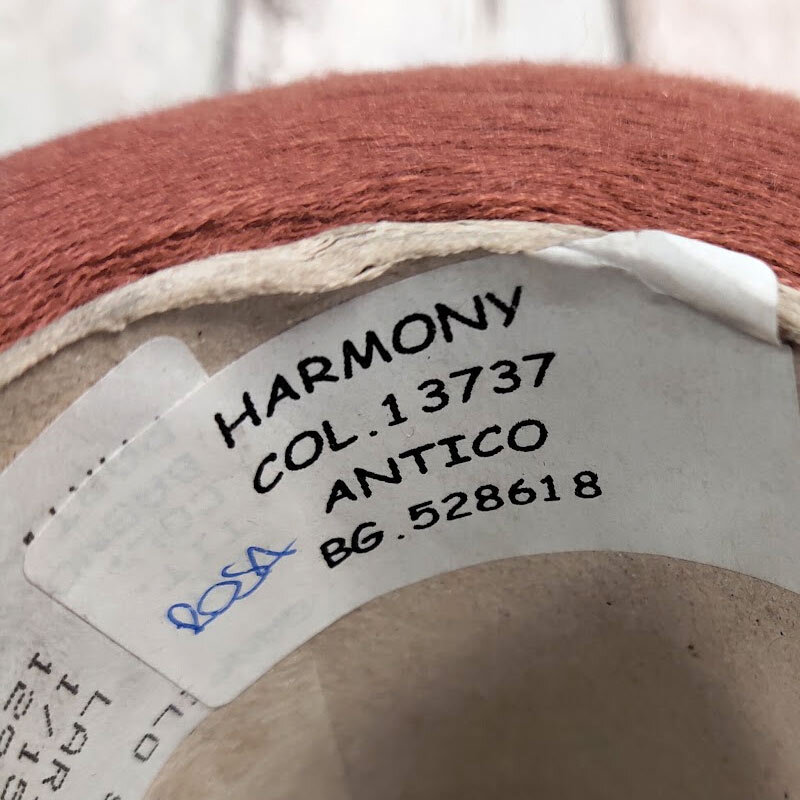 HARMONY
COL.13737
ANTICO
BG.528618
ROSA